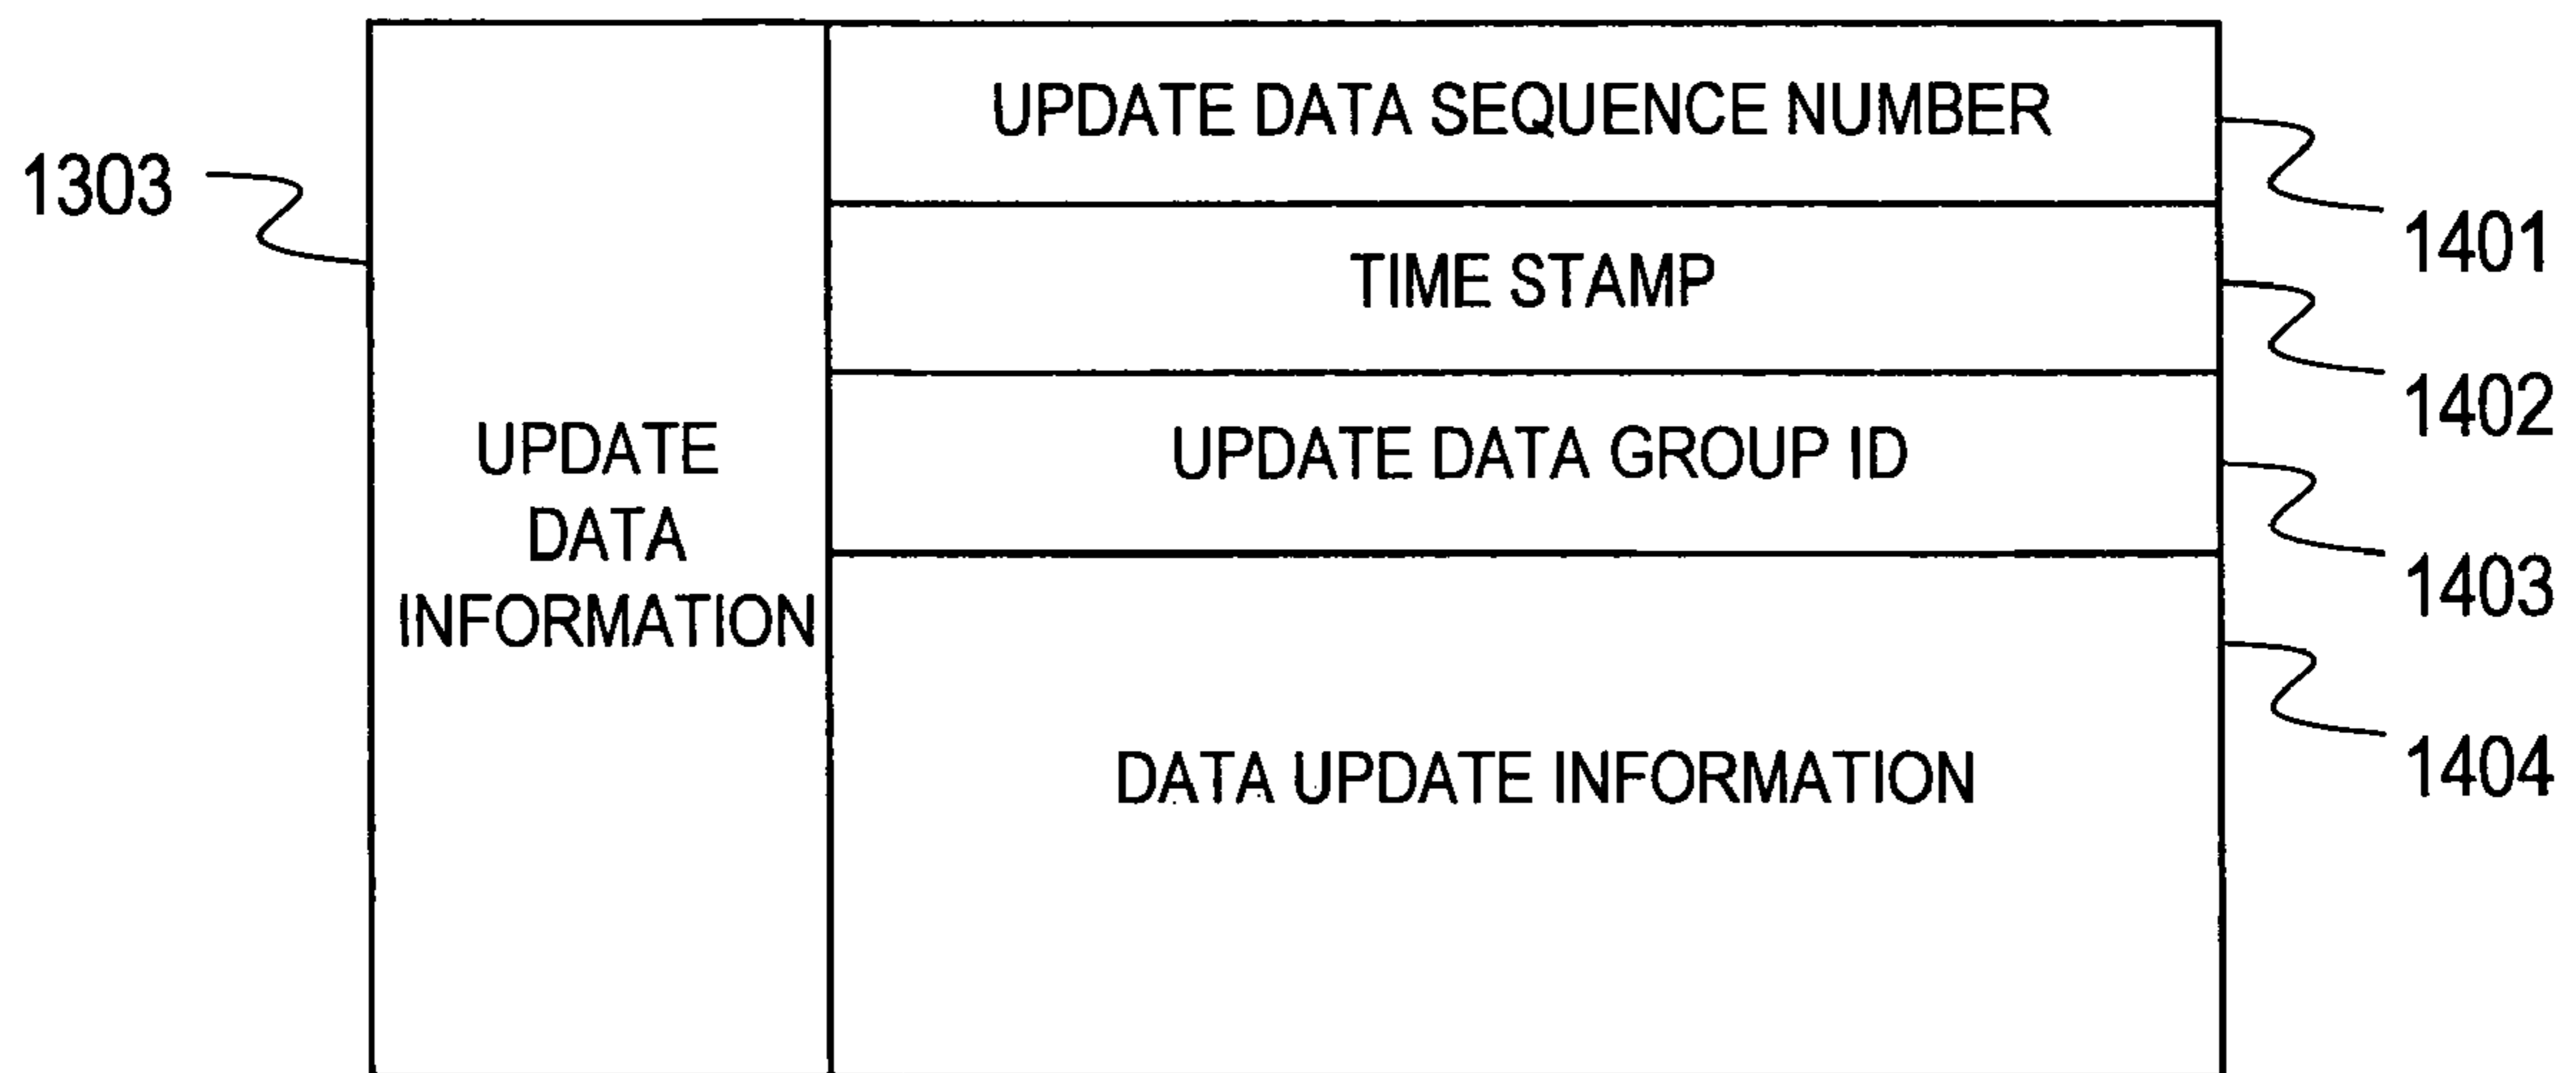 UPDATE DATA SEQUENCE NUMBER
1303
1401
TIME STAMP
1402
UPDATE
DATA
INFORMATION
UPDATE DATA GROUP ID
1403
DATA UPDATE INFORMATION
1404